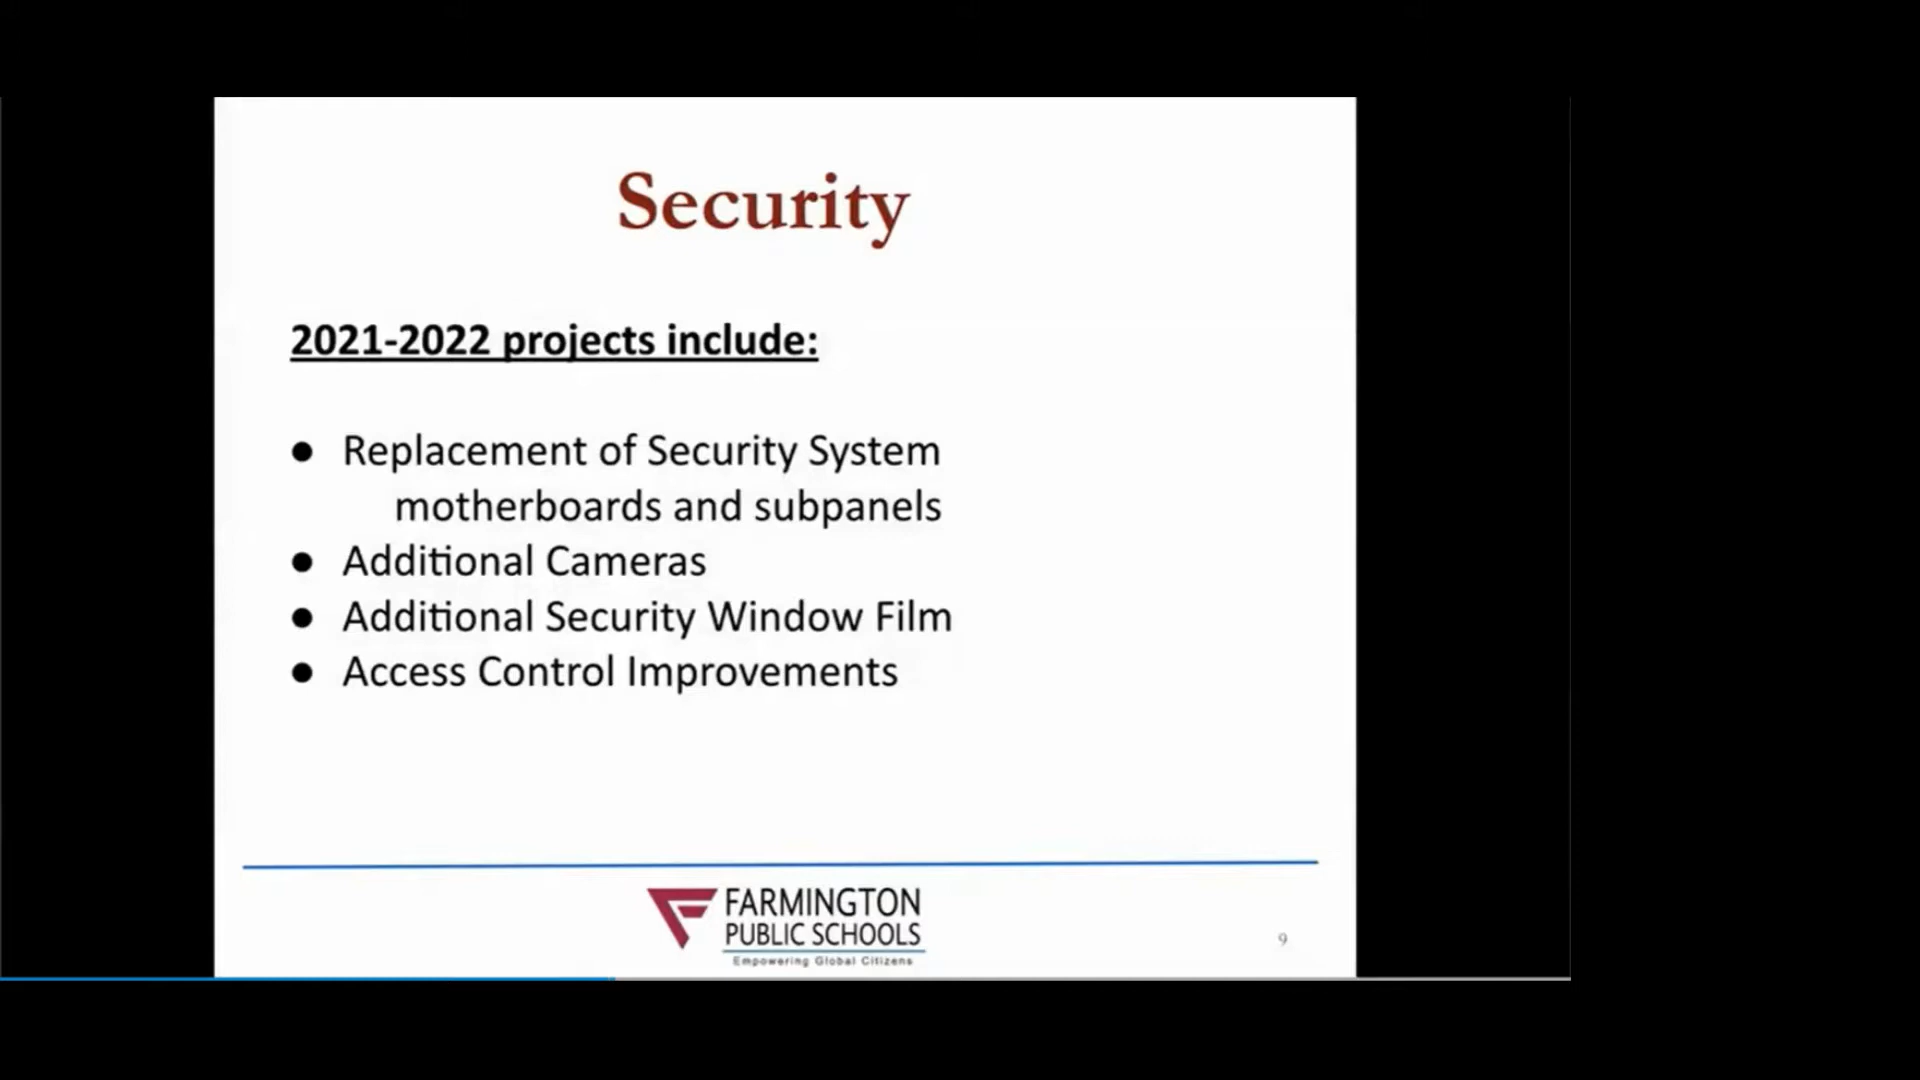 Security
2021-2022 projects include:
● Replacement of Security System
motherboards and subpanels
● Additional Cameras
● Additional Security Window Film
● Access Control Improvements
FARMINGTON
PUBLIC SCHOOLS
Empowering Global Citizens
9